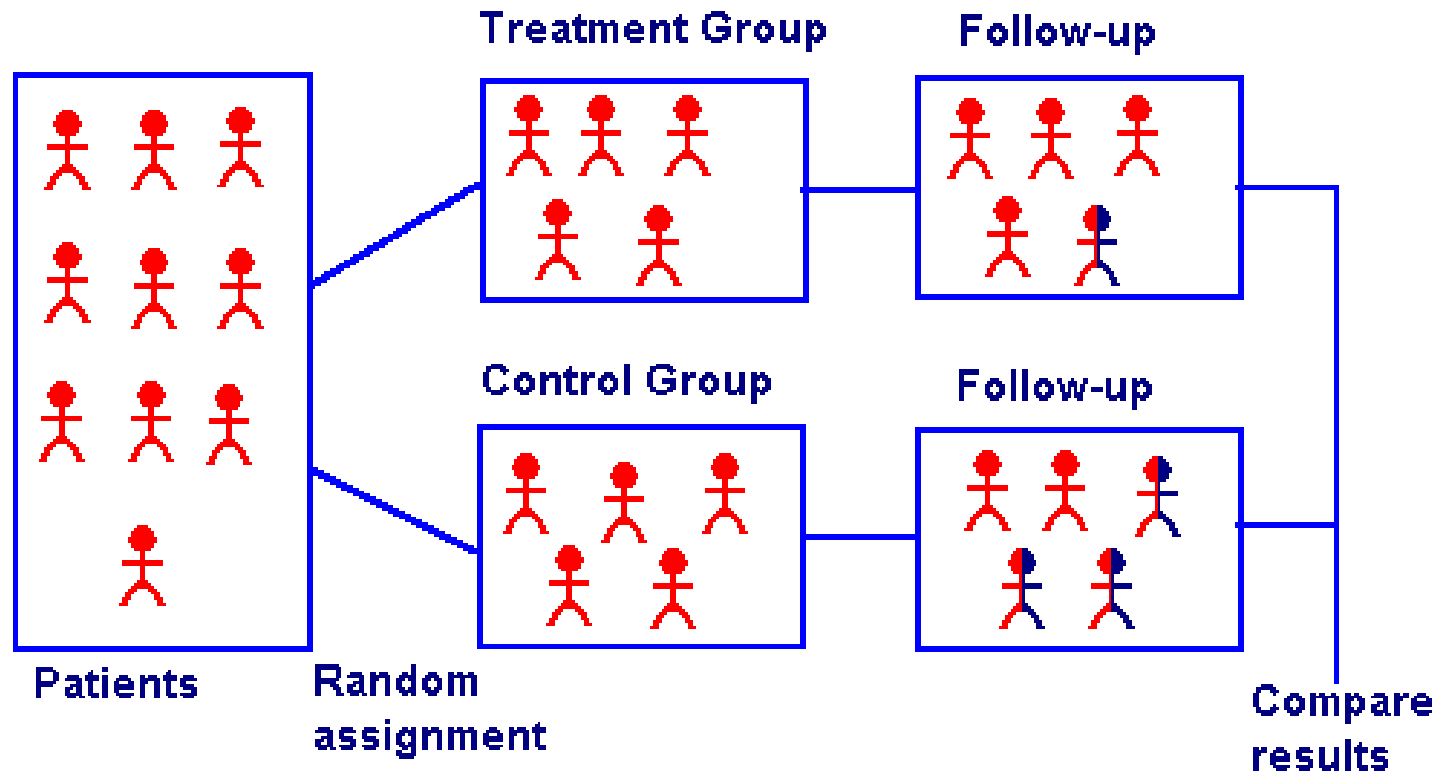 Treatment Group
Follow-up
Control Group
Follow-up
Patients
Random
assignment
Compare
results